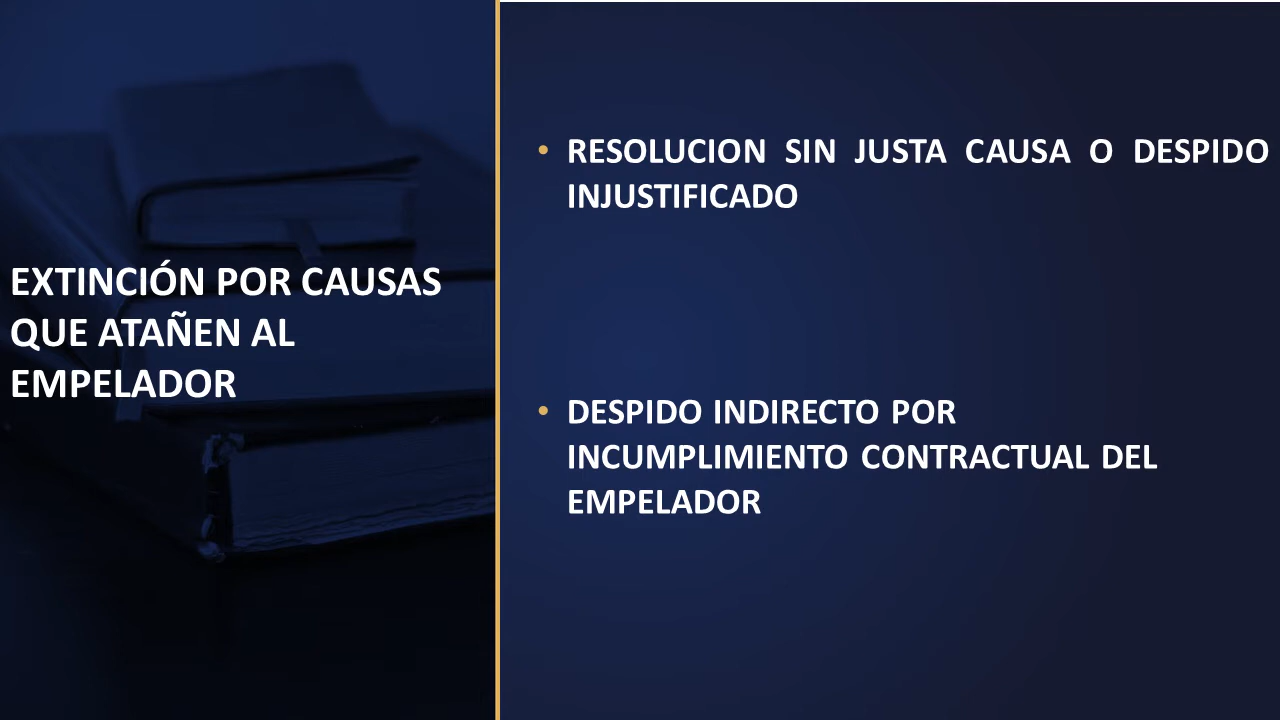 EXTINCIÓN POR CAUSAS
QUE ATAÑEN AL
EMPELADOR
• RESOLUCION SIN JUSTA CAUSA O DESPIDO
INJUSTIFICADO
• DESPIDO INDIRECTO POR
INCUMPLIMIENTO CONTRACTUAL DEL
EMPELADOR